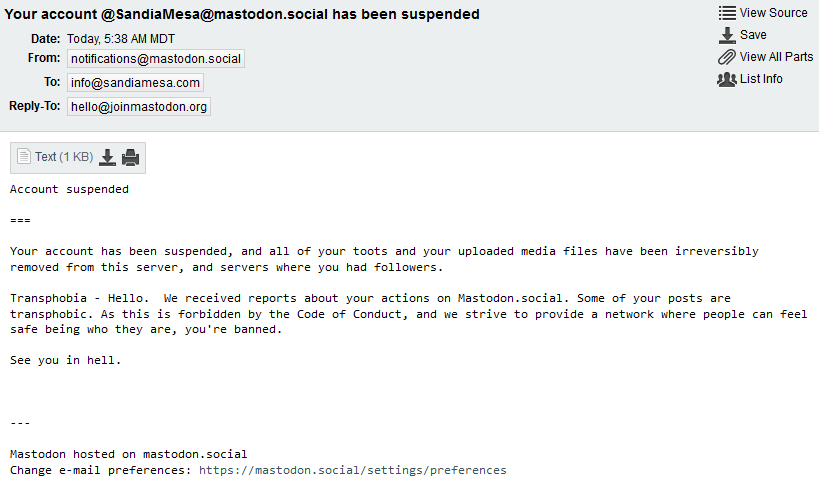 Your account @SandiaMesa@mastodon.social has been suspended
View Source
Date: Today, 5:38 AM MDT
Save
From: notifications@mastodon.social
View All Parts
To: info@sandiamesa.com
List Info
Reply-To: hello@joinmastodon.org
Text (1 KB)
Account suspended
===
Your account has been suspended, and all of your toots and your uploaded media files have been irreversibly
removed from this server, and servers where you had followers.
Transphobia - Hello.  We received reports about your actions on Mastodon.social. Some of your posts are
transphobic. As this is forbidden by the Code of Conduct, and we strive to provide a network where people can feel
safe being who they are, you're banned.
See you in hell.
---
Mastodon hosted on mastodon.social
Change e-mail preferences: https://mastodon.social/settings/preferences